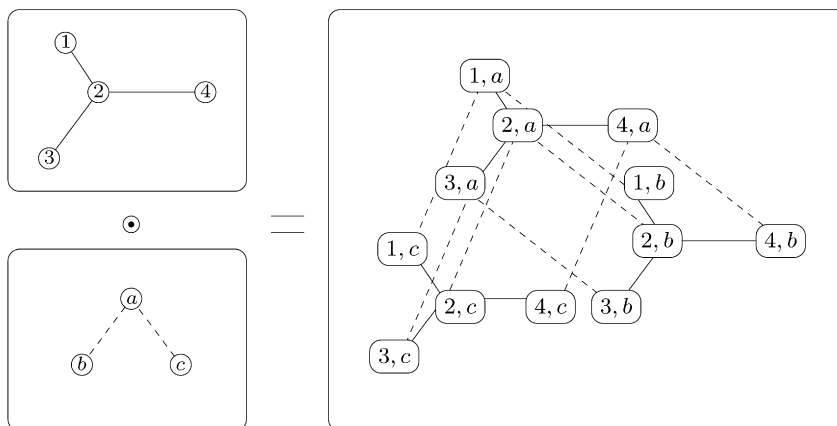 1
2
4
3
⊙
=
a
b
c
1, a
2, a
4, a
3, a
1, b
1, c
2, b
4, b
2, c
4, c
3, b
3, c